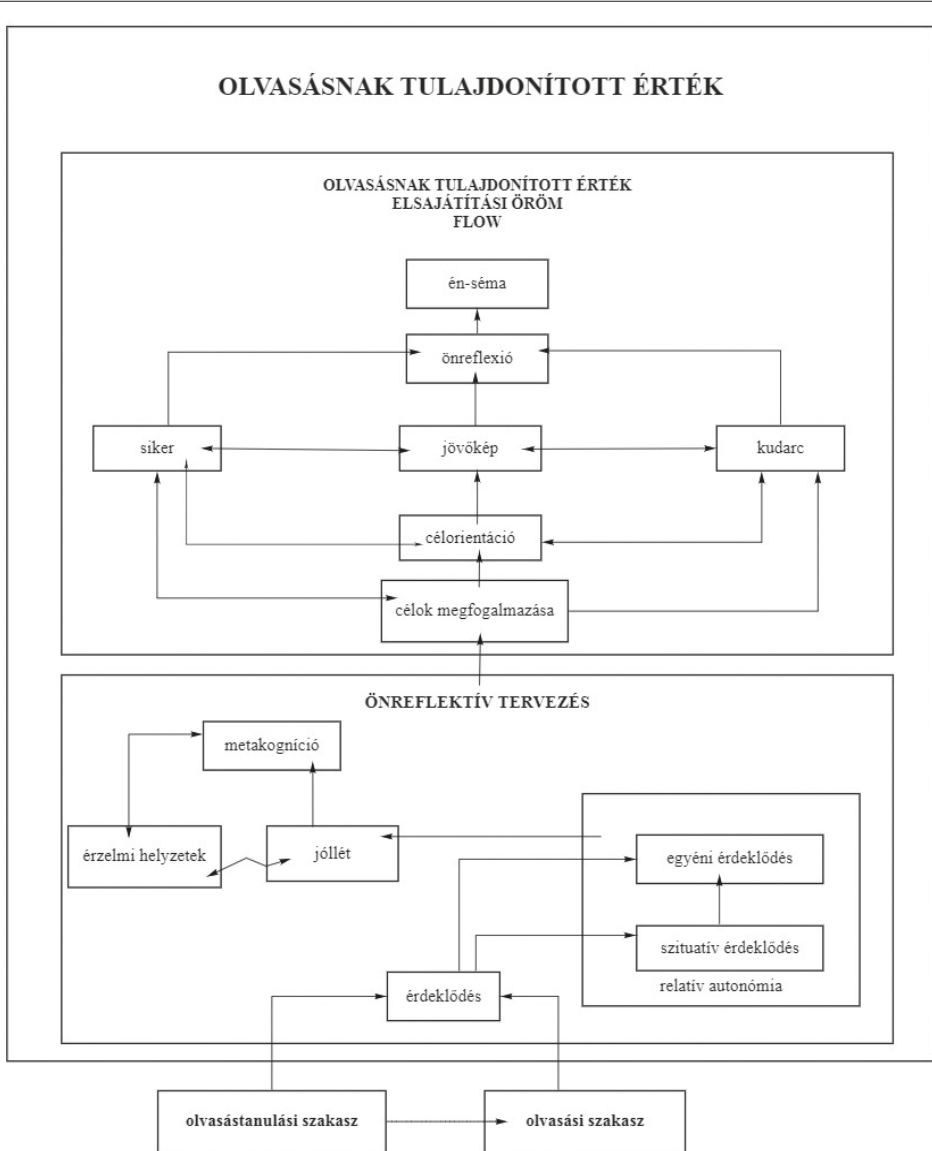 OLVASÁSNAK TULAJDONÍTOTT ÉRTÉK
OLVASÁSNAK TULAJDONÍTOTT ÉRTÉK
ELSAJÁTÍTÁSI ÖRÖM
FLOW
én-séma
önreflexió
siker
jövőkép
kudarc
célorientáció
célok megfogalmazása
ÖNREFLEKTÍV TERVEZÉS
metakogníció
érzelmi helyzetek
jóllét
egyéni érdeklődés
szituatív érdeklődés
relatív autonómia
érdeklődés
olvasástanulási szakasz
olvasási szakasz